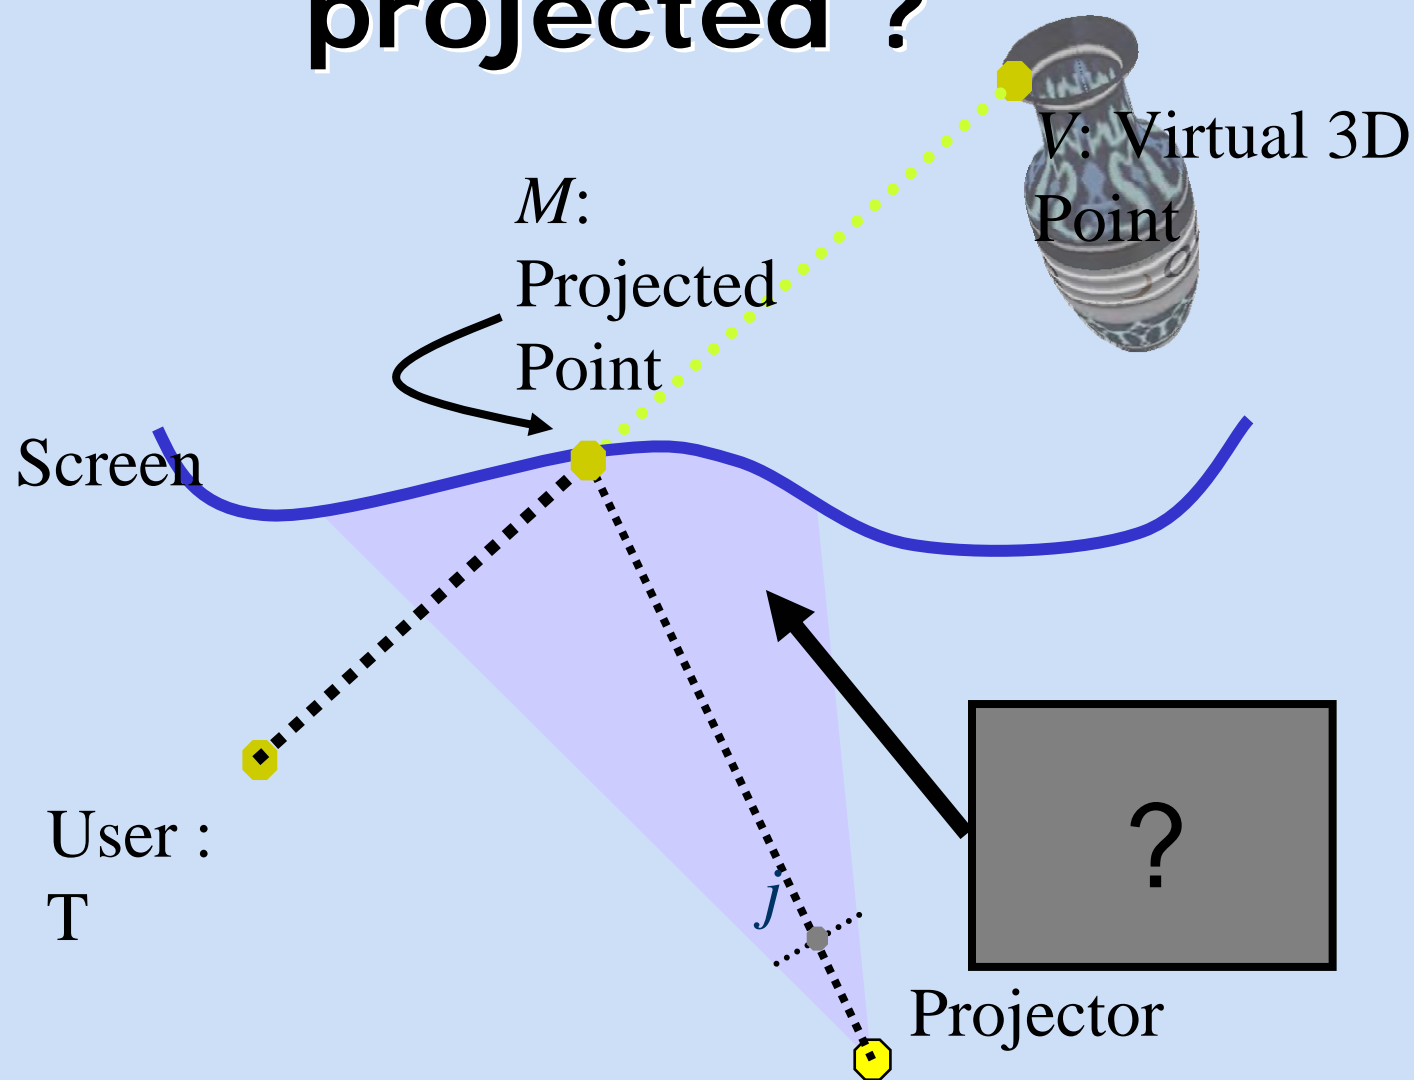 projected ?
V: Virtual 3D
Point
M:
Projected
Point
Screen
User :
T
?
j
Projector